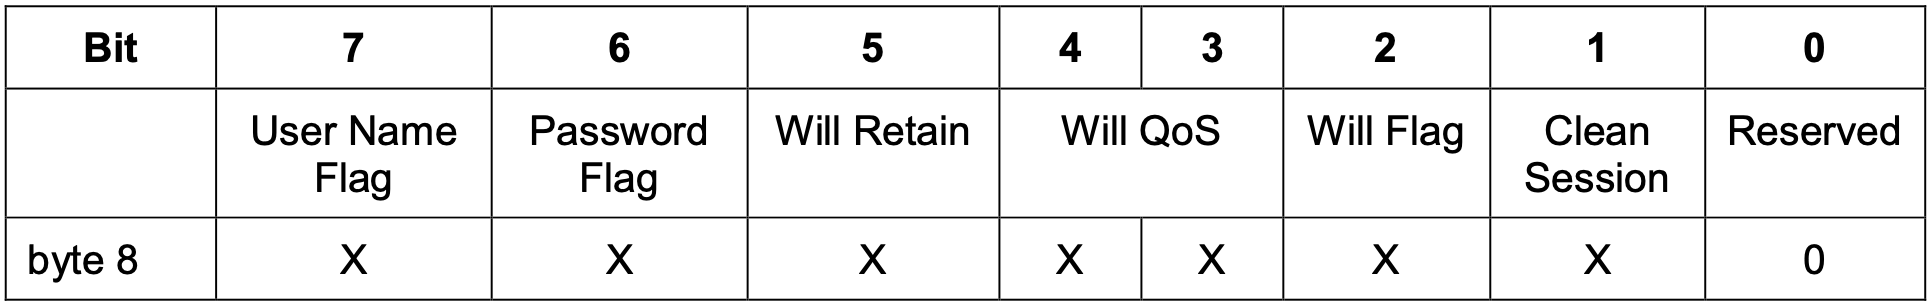 Bit 7 6 5 4 3 2 1 0
User Name Password Will Retain Will QoS Will Flag Clean Reserved
Flag Flag Session
byte 8 X X X X X X X 0